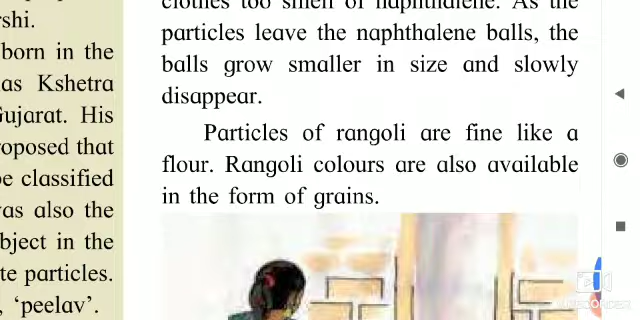 rshi.
born in the
as Kshetra
Gujarat. His
roposed that
be classified
was also the
bject in the
te particles.
, ‘peelav’.
clothes too smell of naphthalene. As the
particles leave the naphthalene balls, the
balls grow smaller in size and slowly
disappear.
Particles of rangoli are fine like a
flour. Rangoli colours are also available
in the form of grains.
RECORDER